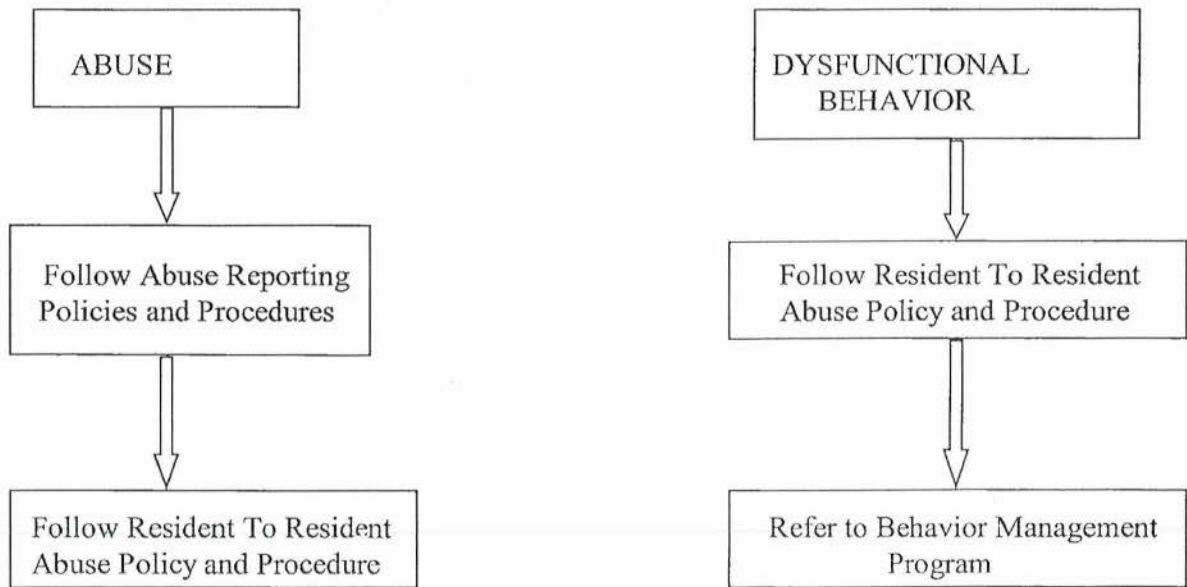 ABUSE
Follow Abuse Reporting
Policies and Procedures
Follow Resident To Resident
Abuse Policy and Procedure
DYSFUNCTIONAL
BEHAVIOR
Follow Resident To Resident
Abuse Policy and Procedure
Refer to Behavior Management
Program